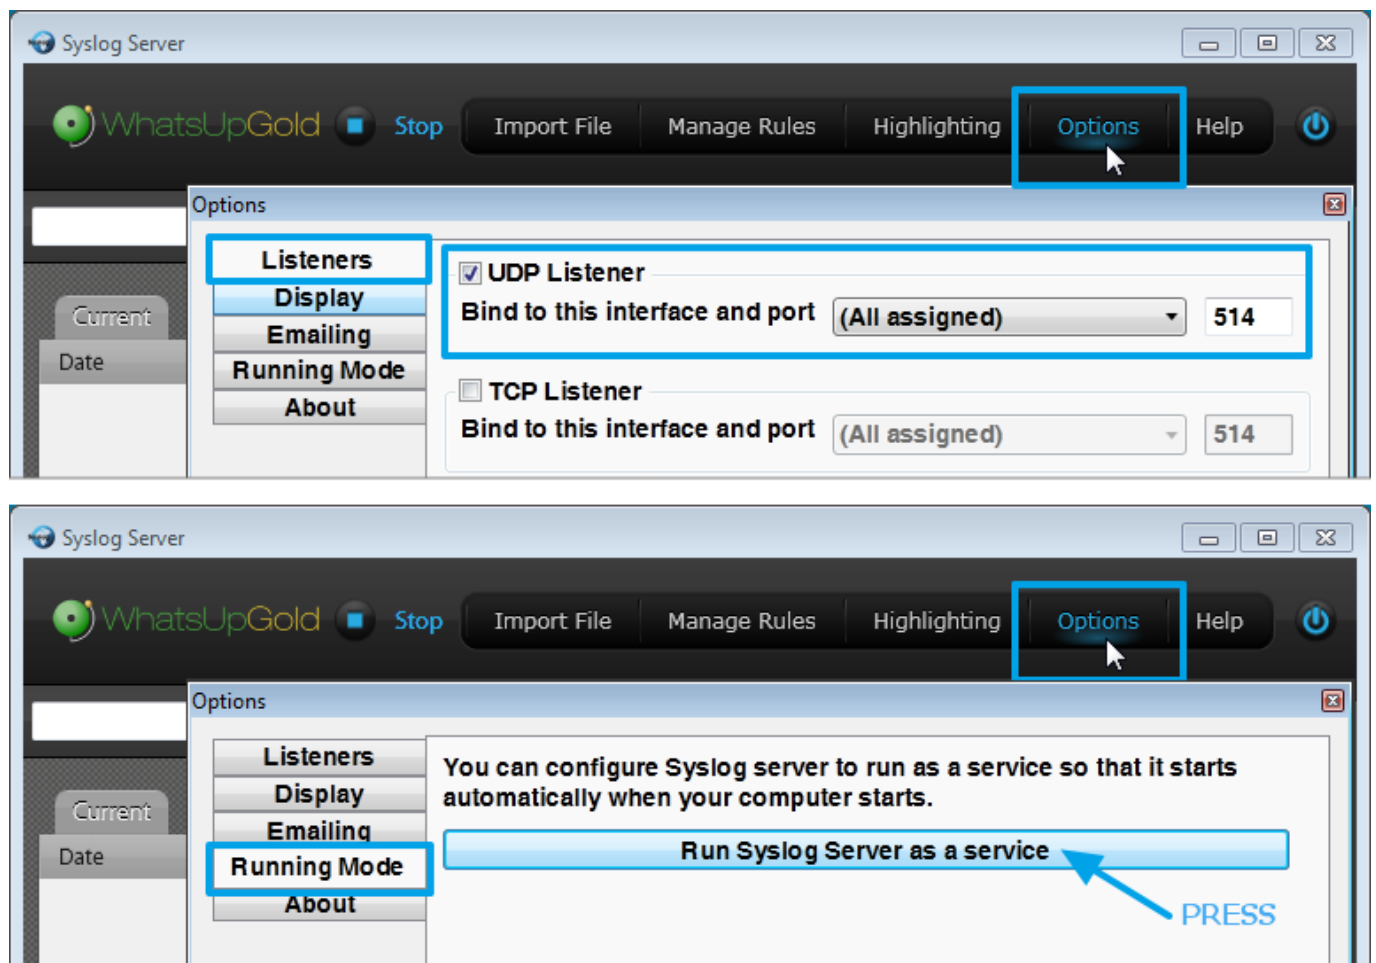 Syslog Server
WhatsUpGold Stop Import File Manage Rules Highlighting Options Help
Options
Listeners
Display
Emailing
Running Mode
About
UDP Listener
Bind to this interface and port (All assigned) 514
TCP Listener
Bind to this interface and port (All assigned) 514
Current
Date
Syslog Server
WhatsUpGold Stop Import File Manage Rules Highlighting Options Help
Options
Listeners
Display
Emailing
Running Mode
About
You can configure Syslog server to run as a service so that it starts
automatically when your computer starts.
Run Syslog Server as a service
PRESS
Current
Date